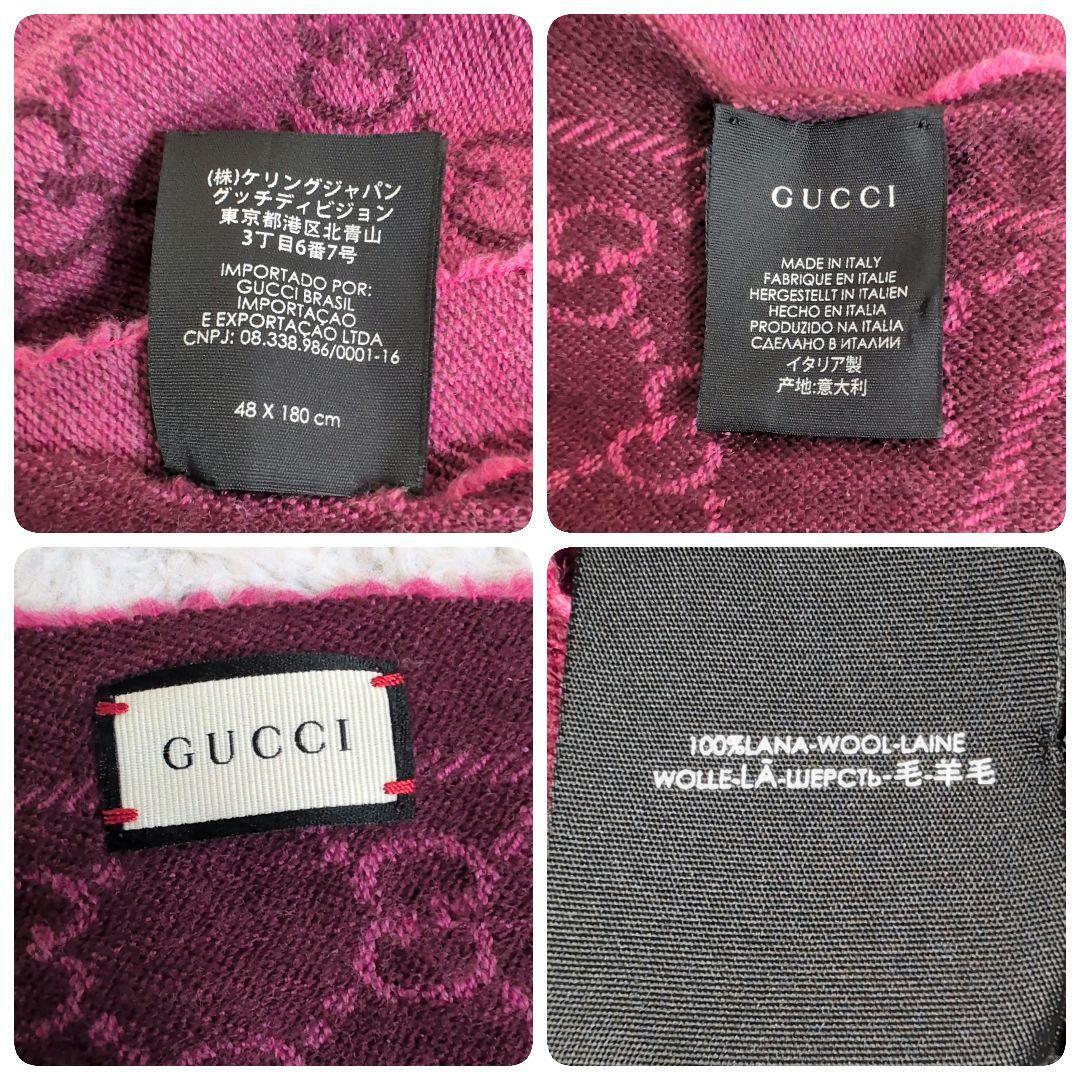 (株)ケリングジャパン
グッチディビジョン
東京都港区北青山
3丁目6番7号
IMPORTADO POR:
GUCCI BRASIL
IMPORTAÇAO
E EXPORTAÇAO LTDA
CNPJ: 08.338.986/0001-16
48 X 180 cm
GUCCI
MADE IN ITALY
FABRIQUE EN ITALIE
HERGESTELLT IN ITALIEN
HECHO EN ITALIA
PRODUZIDO NA ITALIA
СДЕЛАНО В ИТАЛИИ
イタリア製
产地:意大利
GUCCI
100%LANA-WOOL-LAINE
WOLLE-LÃ-ШЕРСТЬ-毛-羊毛